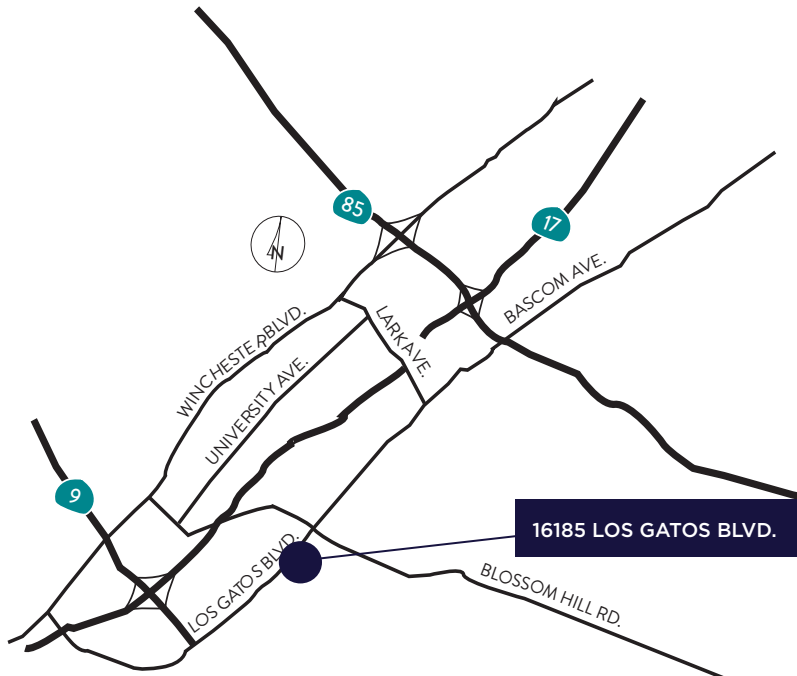 85
17
N
BASCOM AVE.
LARK AVE.
WINCHESTER BLVD.
UNIVERSITY AVE.
9
16185 LOS GATOS BLVD.
LOS GATOS BLVD.
BLOSSOM HILL RD.